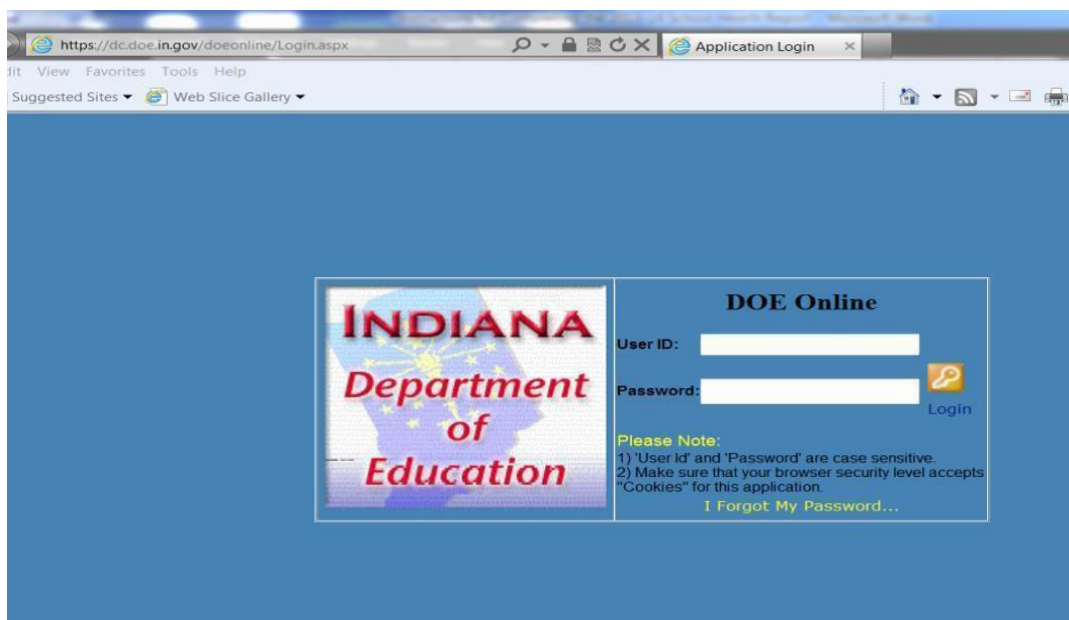 https://dc.doe.in.gov/doeonline/Login.aspx
Application Login
View Favorites Tools Help
Suggested Sites
Web Slice Gallery
INDIANA
Department
of
Education
DOE Online
User ID:
Password:
Login
Please Note:
1) 'User Id' and 'Password' are case sensitive.
2) Make sure that your browser security level accepts
"Cookies" for this application.
I Forgot My Password...